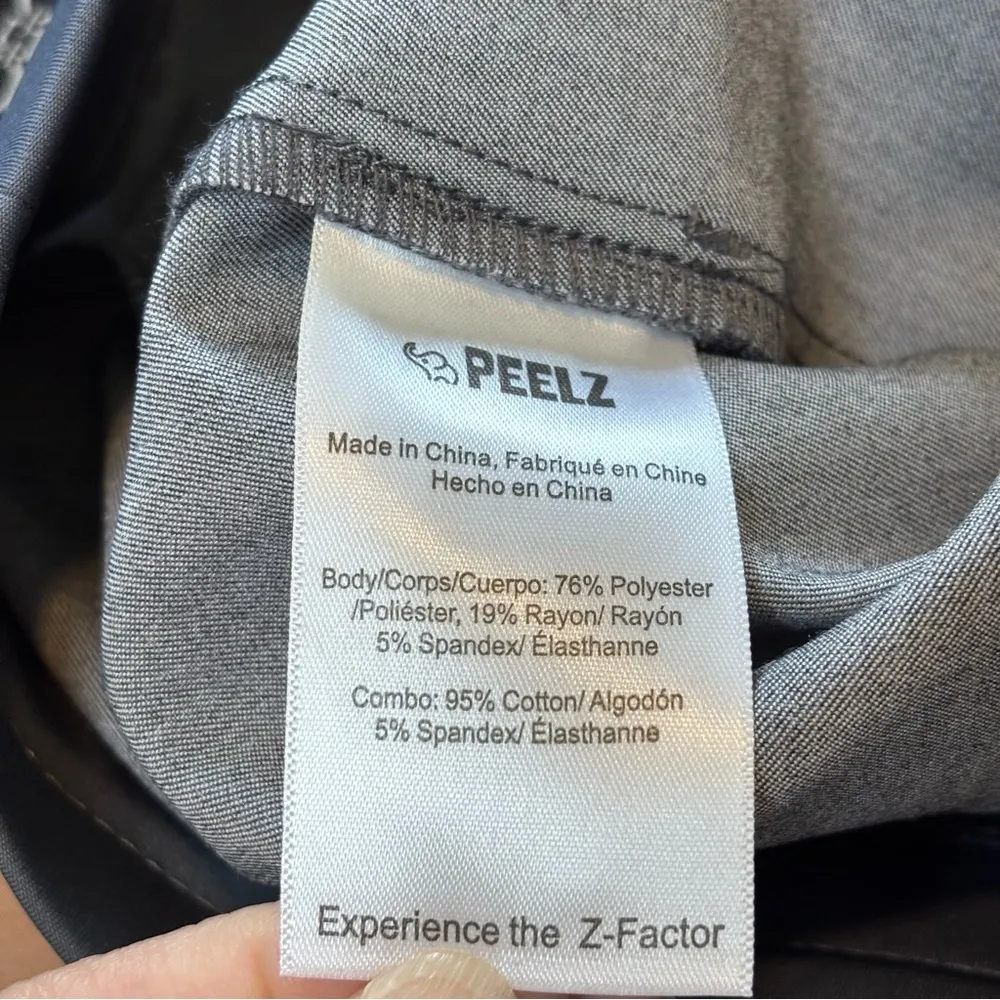 PEELZ
Made in China, Fabriqué en Chine
Hecho en China
Body/Corps/Cuerpo: 76% Polyester
/Poliéster, 19% Rayon/ Rayón
5% Spandex/ Élasthanne
Combo: 95% Cotton/ Algodón
5% Spandex/ Élasthanne
Experience the Z-Factor